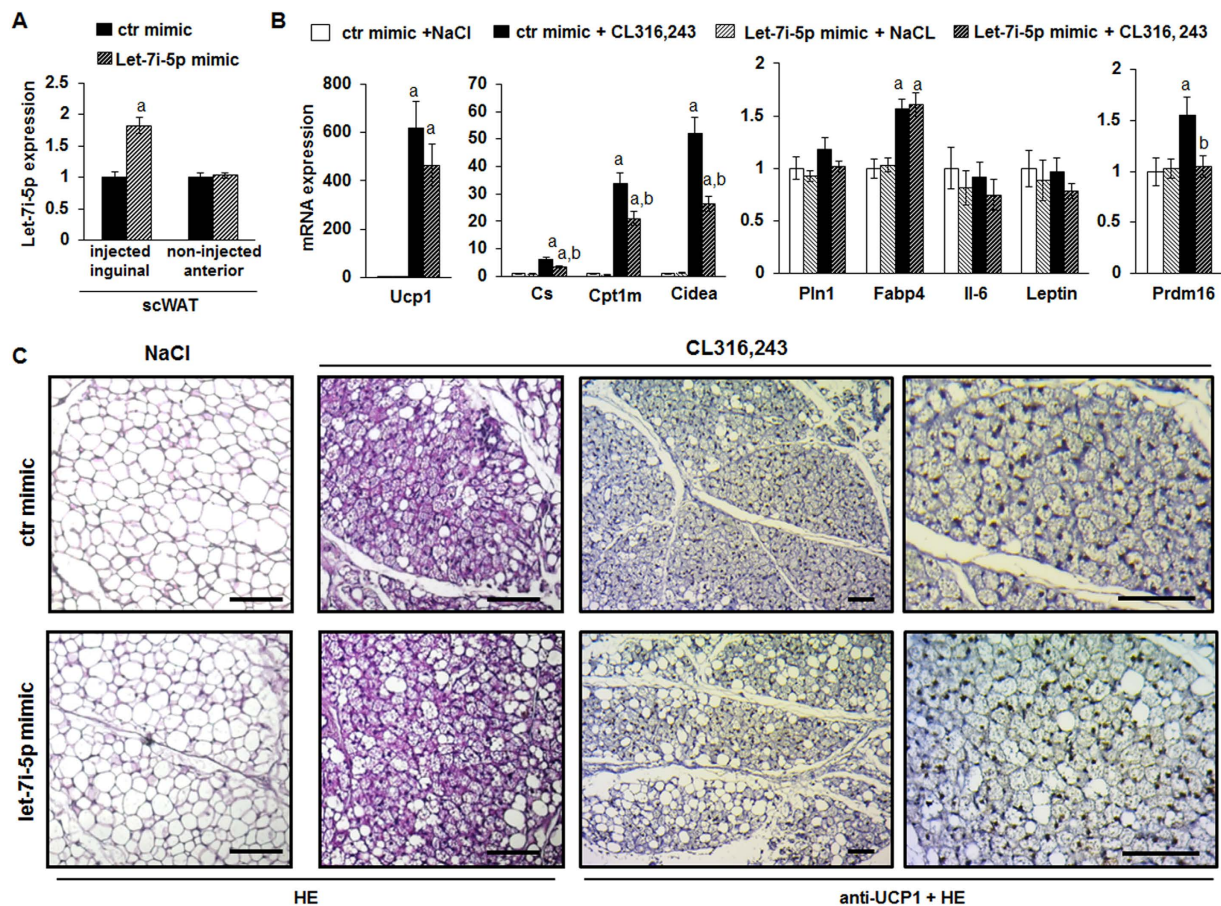 A
ctr mimic
Let-7i-5p mimic
Let-7i-5p expression
2.5
2
1.5
1
0.5
0
a
injected inguinal
non-injected anterior
scWAT
B
ctr mimic +NaCl
ctr mimic + CL316,243
Let-7i-5p mimic + NaCL
Let-7i-5p mimic + CL316,243
mRNA expression
800
600
400
200
0
a
a
Ucp1
70
60
50
40
30
20
10
0
a
a,b
a
a,b
a
a,b
Cs
Cpt1m
Cidea
2
1.5
1
0.5
0
a
a
Pln1
Fabp4
Il-6
Leptin
2
1.5
1
0.5
0
a
b
Prdm16
C
NaCl
CL316,243
ctr mimic
let-7i-5p mimic
HE
anti-UCP1 + HE